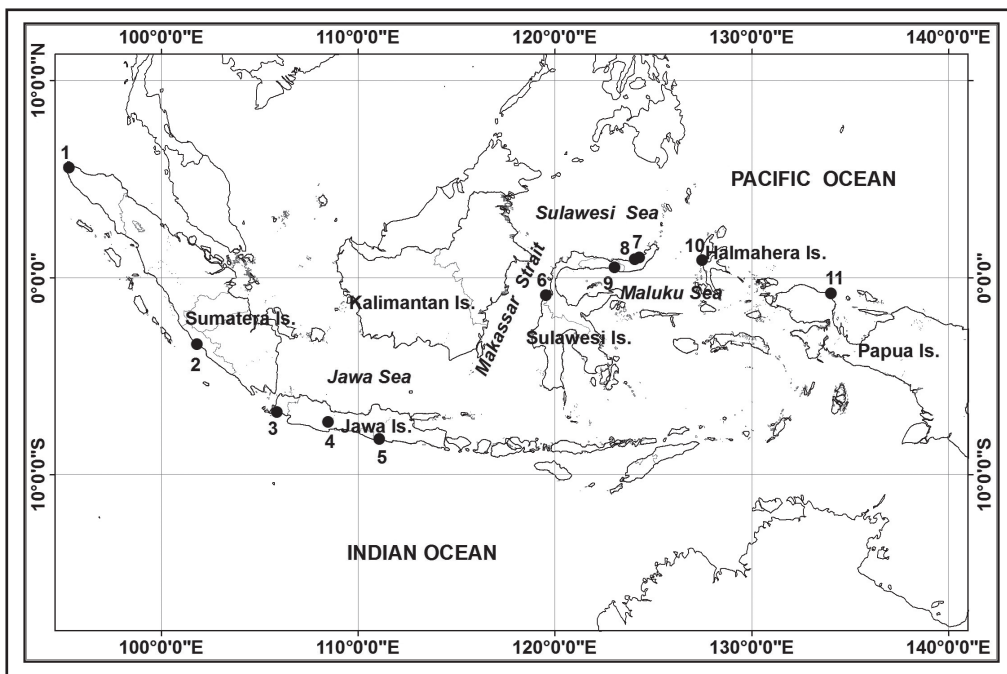 100°0'0"E 110°0'0"E 120°0'0"E 130°0'0"E 140°0'0"E
10°0'0"N
1
PACIFIC OCEAN
Sulawesi Sea
8 7
10 Halmahera Is.
11
0°0'0"
0°0'0"
6
9
Maluku Sea
Makassar Strait
Kalimantan Is.
Sumatera Is.
Sulawesi Is.
Papua Is.
2
Jawa Sea
3
4
Jawa Is.
5
10°0'0"S
10°0'0"S
INDIAN OCEAN
100°0'0"E 110°0'0"E 120°0'0"E 130°0'0"E 140°0'0"E